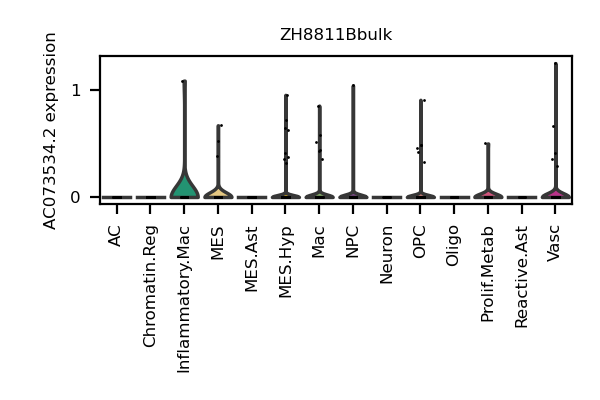 ZH8811Bbulk
AC073534.2 expression
1
0
AC
Chromatin.Reg
Inflammatory.Mac
MES
MES.Ast
MES.Hyp
Mac
NPC
Neuron
OPC
Oligo
Prolif.Metab
Reactive.Ast
Vasc